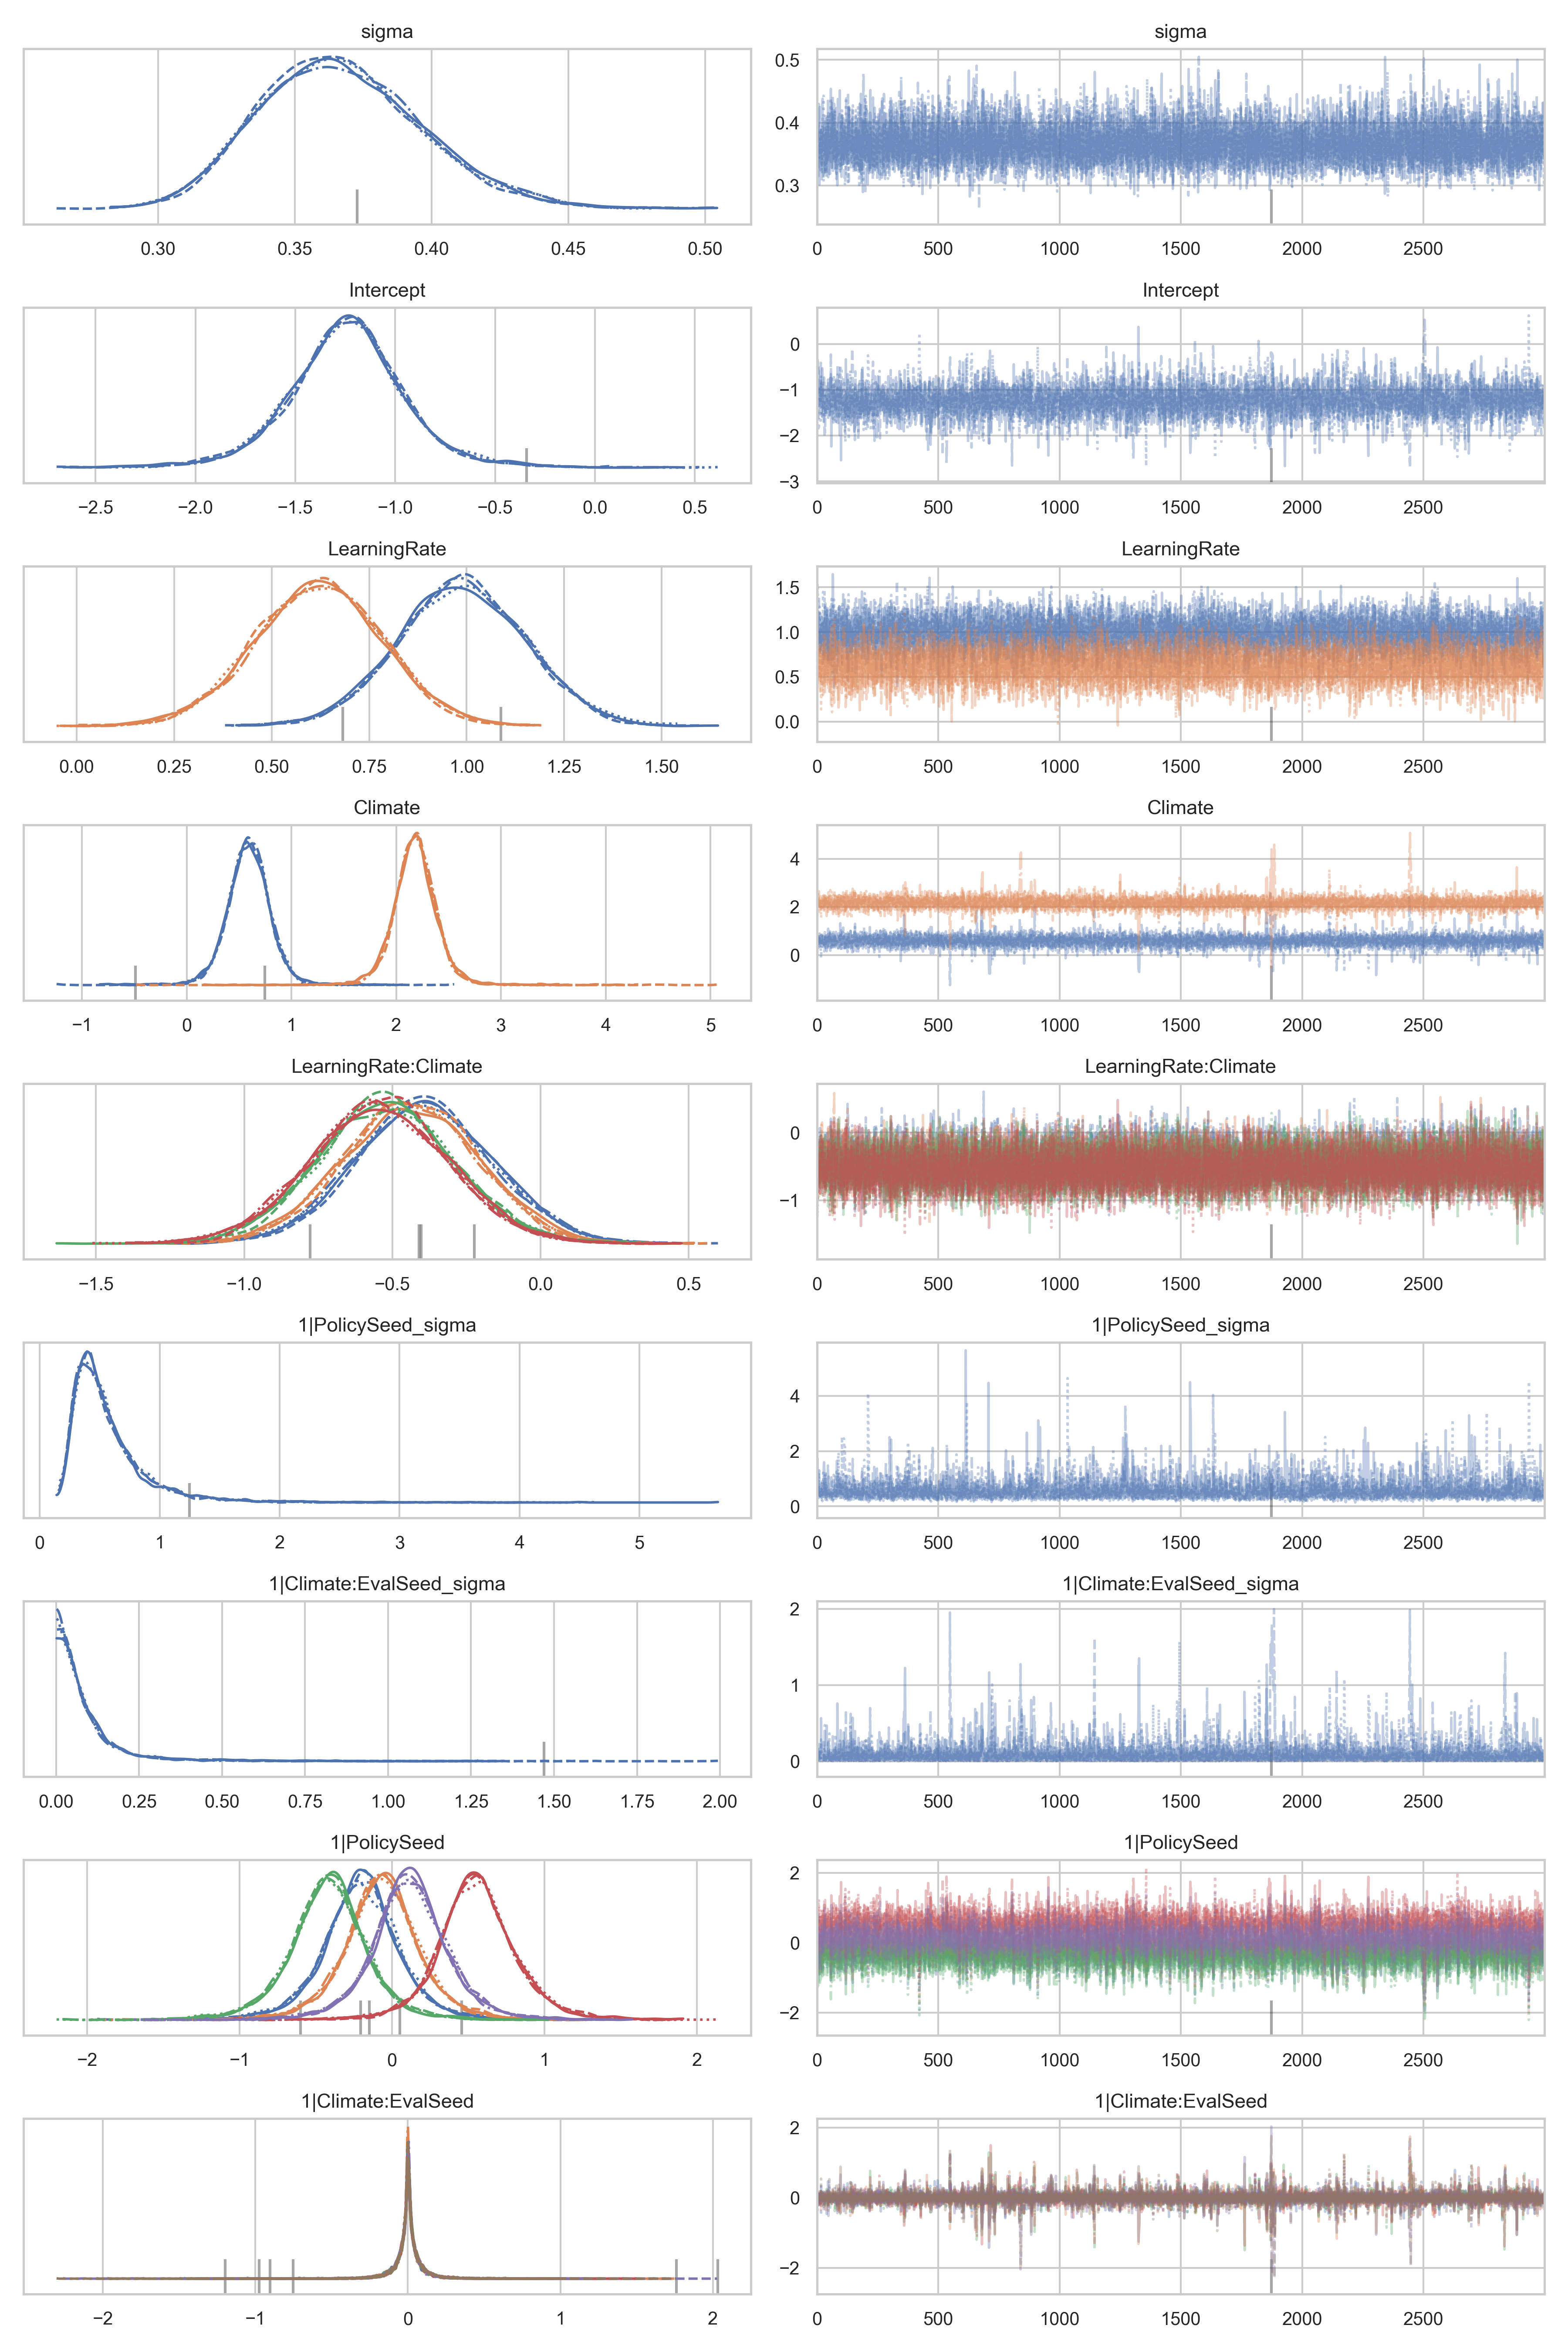 sigma sigma
0.5
0.4
0.3
0.30 0.35 0.40 0.45 0.50 0 500 1000 1500 2000 2500
Intercept Intercept
0
−1
−2
−3
−2.5 −2.0 −1.5 −1.0 −0.5 0.0 0.5 0 500 1000 1500 2000 2500
LearningRate LearningRate
1.5
1.0
0.5
0.0
0.00 0.25 0.50 0.75 1.00 1.25 1.50 0 500 1000 1500 2000 2500
Climate Climate
4
2
0
−1 0 1 2 3 4 5 0 500 1000 1500 2000 2500
LearningRate:Climate LearningRate:Climate
0
−1
−1.5 −1.0 −0.5 0.0 0.5 0 500 1000 1500 2000 2500
1|PolicySeed_sigma 1|PolicySeed_sigma
4
2
0
0 1 2 3 4 5 0 500 1000 1500 2000 2500
1|Climate:EvalSeed_sigma 1|Climate:EvalSeed_sigma
2
1
0
0.00 0.25 0.50 0.75 1.00 1.25 1.50 1.75 2.00 0 500 1000 1500 2000 2500
1|PolicySeed 1|PolicySeed
2
0
−2
−2 −1 0 1 2 0 500 1000 1500 2000 2500
1|Climate:EvalSeed 1|Climate:EvalSeed
2
0
−2
−2 −1 0 1 2 0 500 1000 1500 2000 2500